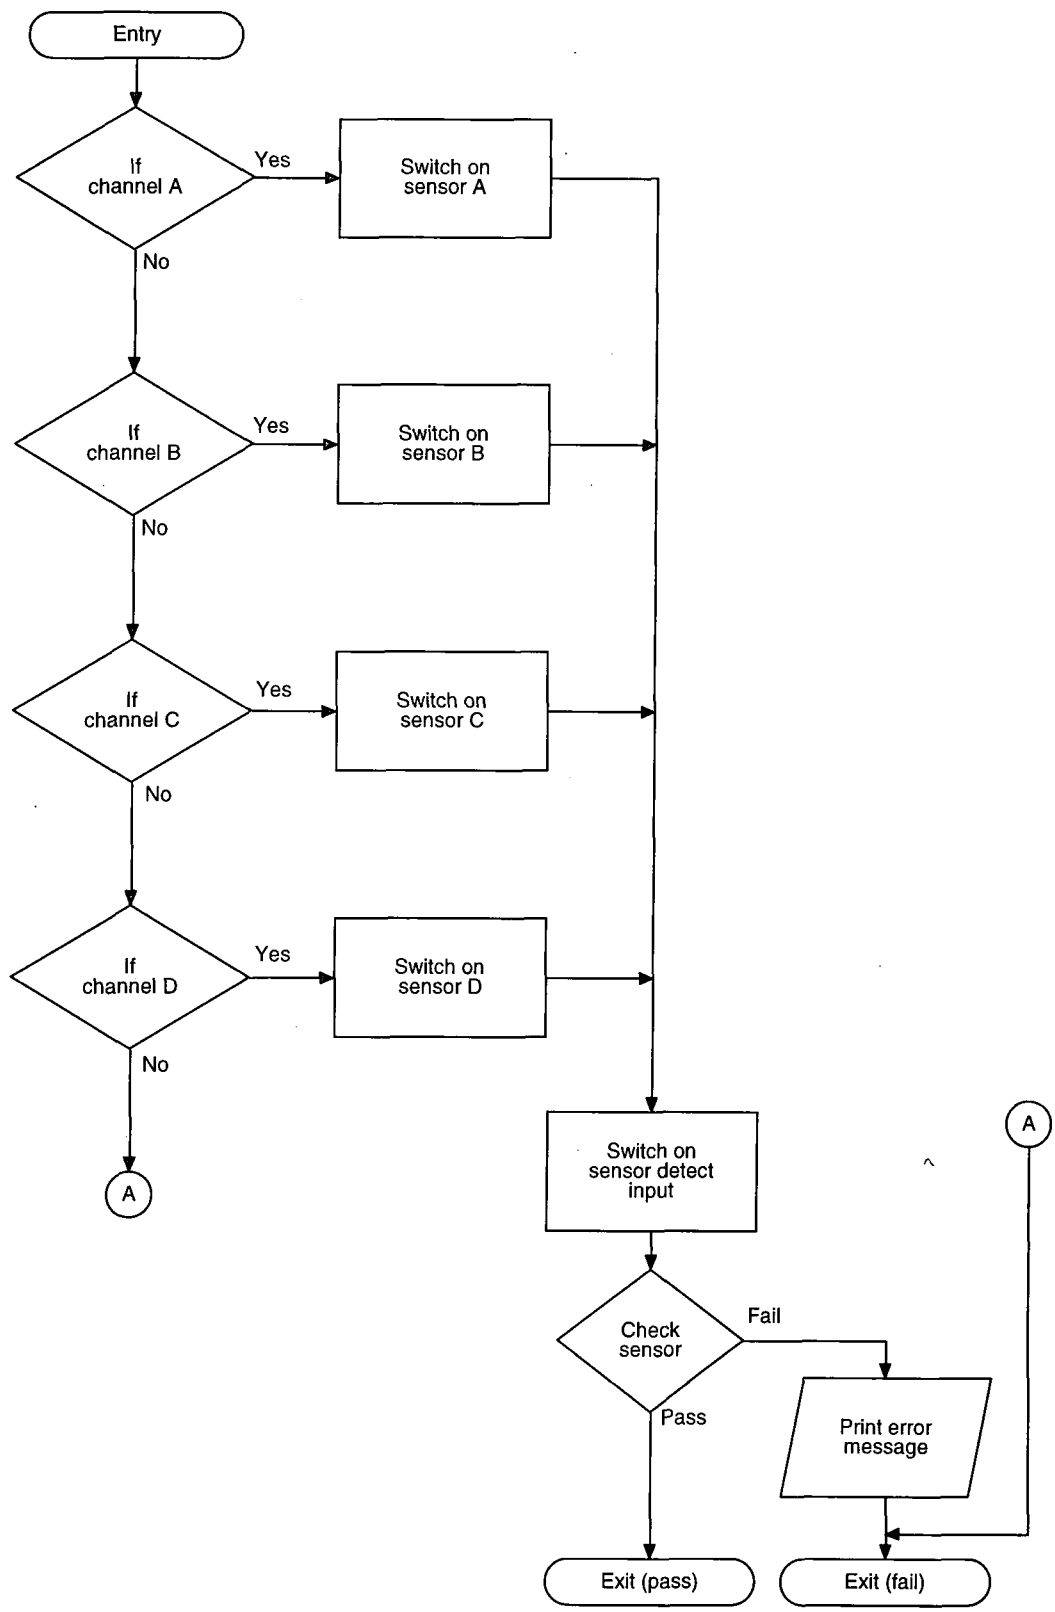 Entry
If
channel A
Yes
Switch on
sensor A
No
If
channel B
Yes
Switch on
sensor B
No
If
channel C
Yes
Switch on
sensor C
No
If
channel D
Yes
Switch on
sensor D
No
A
Switch on
sensor detect
input
A
Check
sensor
Fail
Pass
Print error
message
Exit (pass)
Exit (fail)